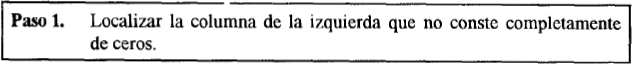 Paso 1. Localizar la columna de la izquierda que no conste completamente
de ceros.